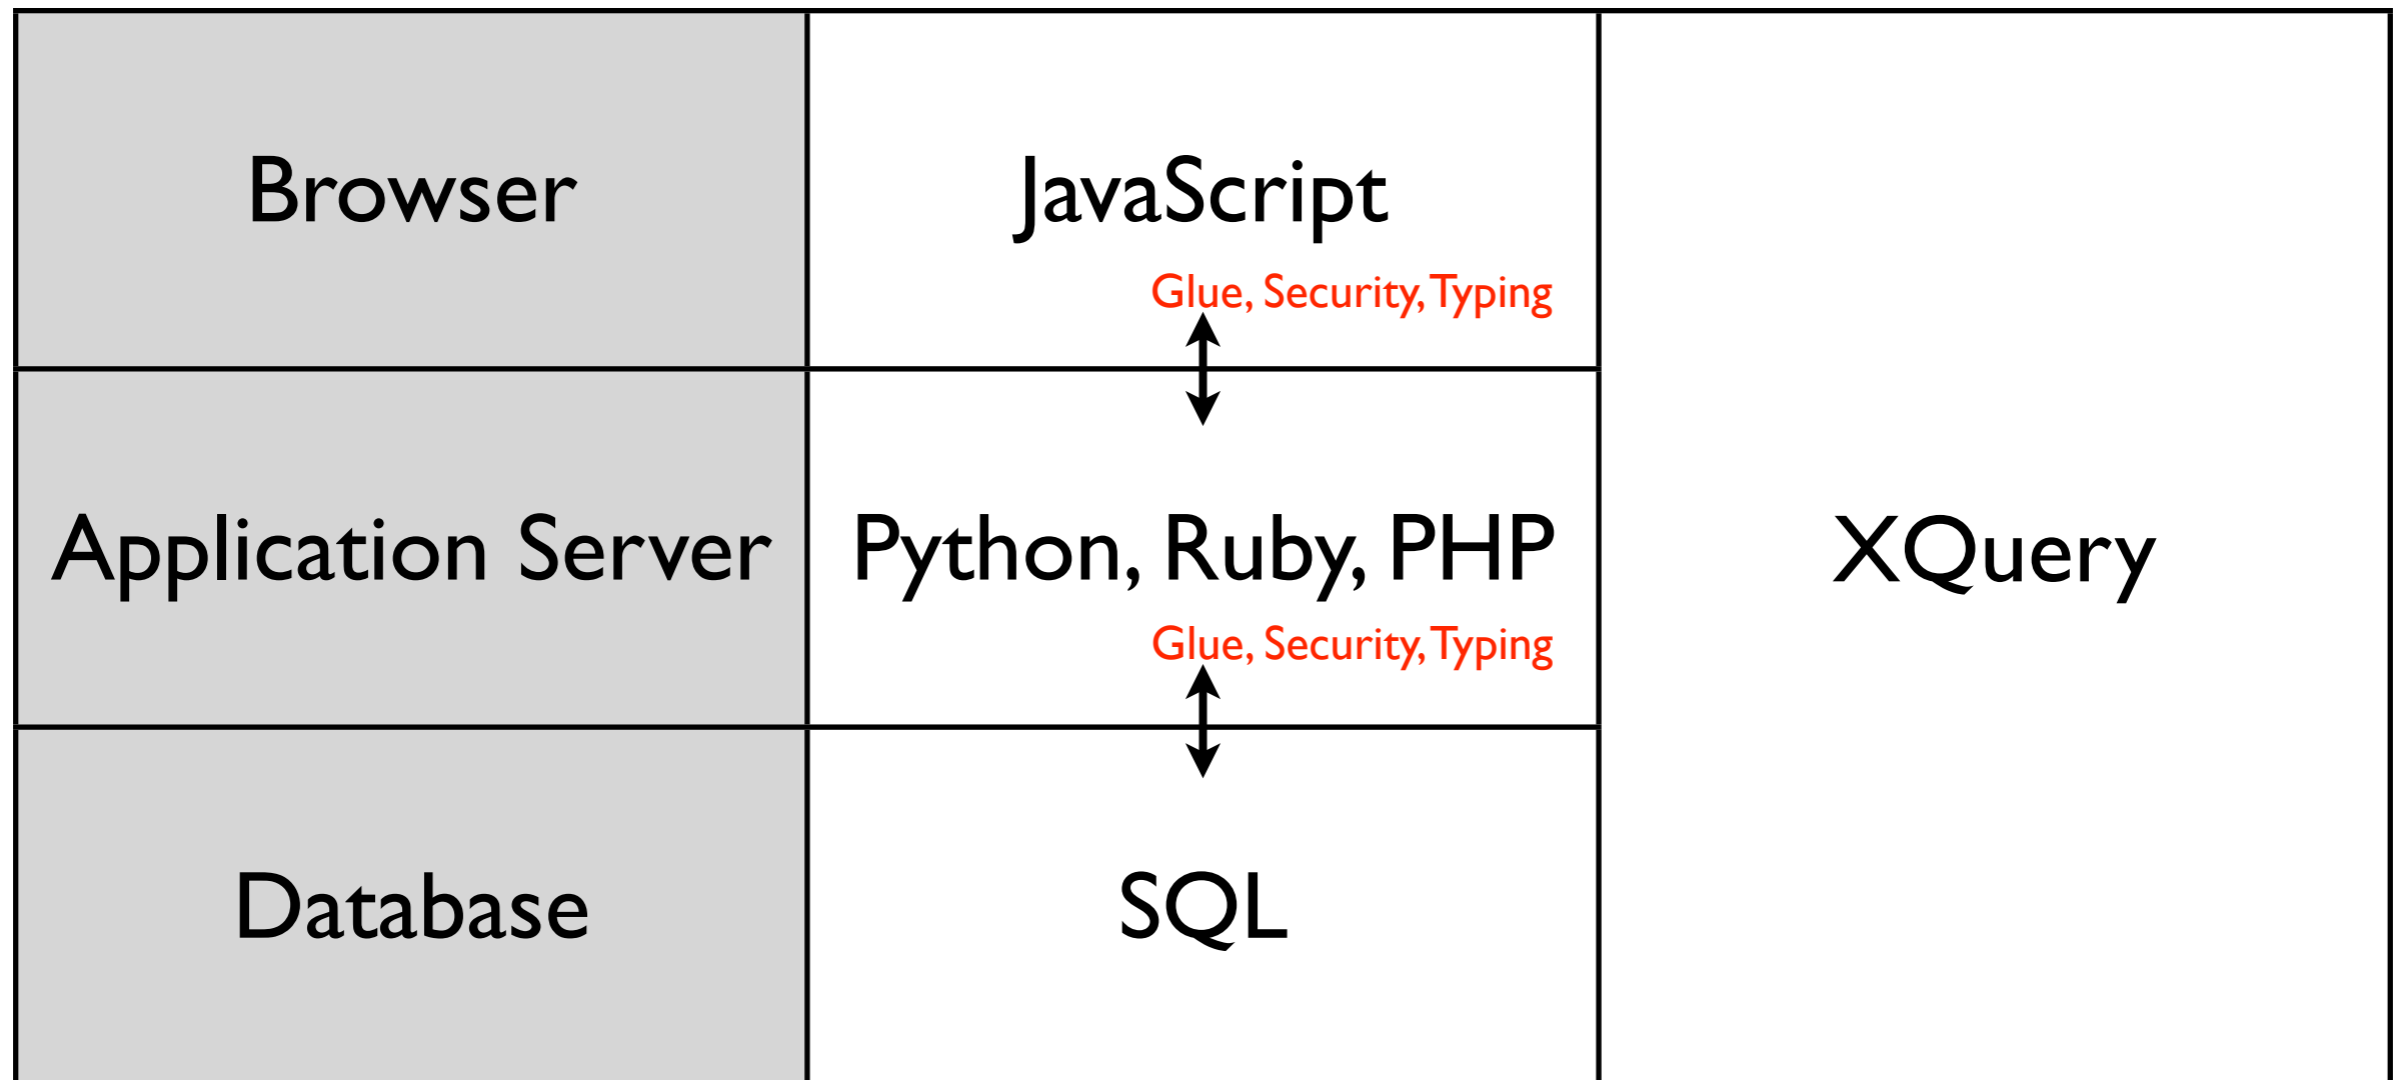 Browser
JavaScript
Glue, Security, Typing
Application Server
Python, Ruby, PHP
XQuery
Glue, Security, Typing
Database
SQL